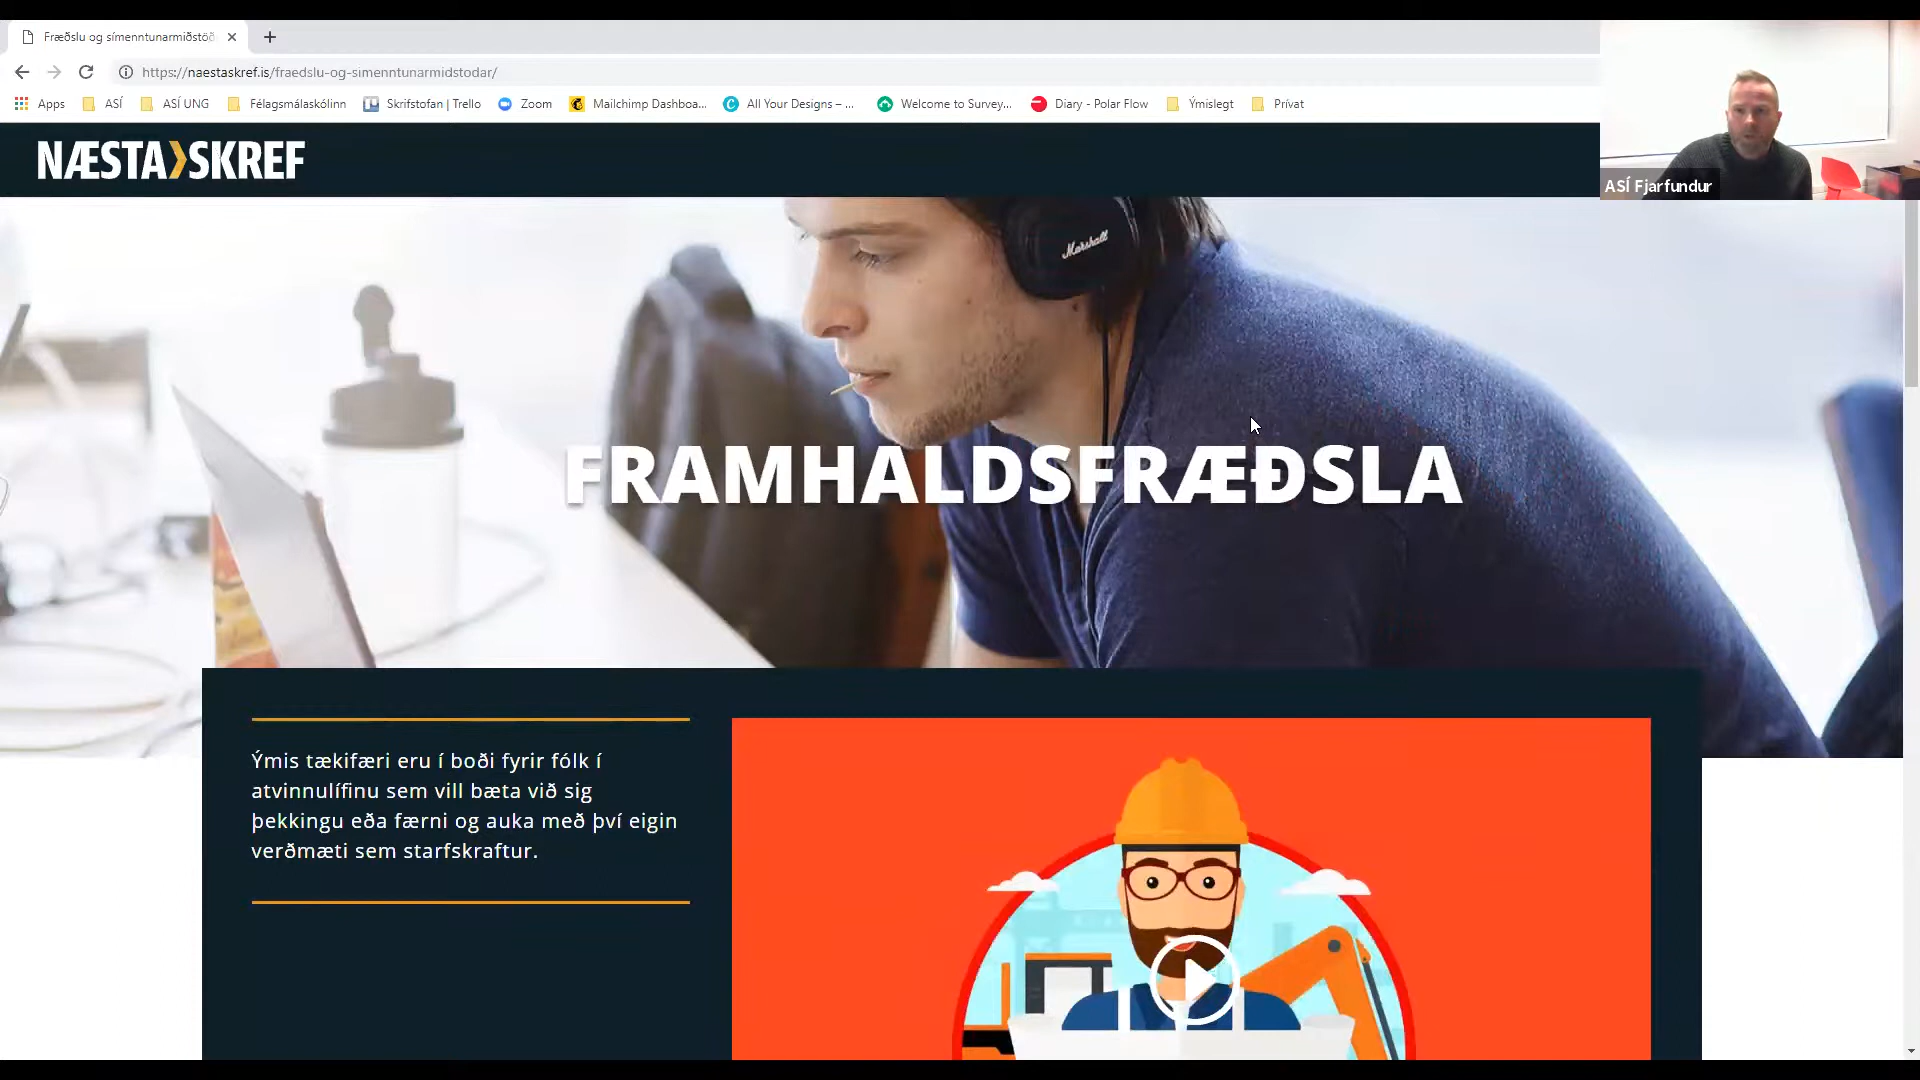 Fræðslu og símenntunarmiðstöð
https://naestaskref.is/fraedslu-og-simenntunarmidstodar/
Apps ASÍ ASÍ UNG Félagsmálaskólinn Skrifstofan | Trello Zoom Mailchimp Dashboa... All Your Designs – ... Welcome to Survey... Diary - Polar Flow Ýmislegt Prívat
NÆSTA SKREF
ASÍ Fjarfundur
Marshall
FRAMHALDSFRÆÐSLA
Ýmis tækifæri eru í boði fyrir fólk í
atvinnulífinu sem vill bæta við sig
þekkingu eða færni og auka með því eigin
verðmæti sem starfskraftur.